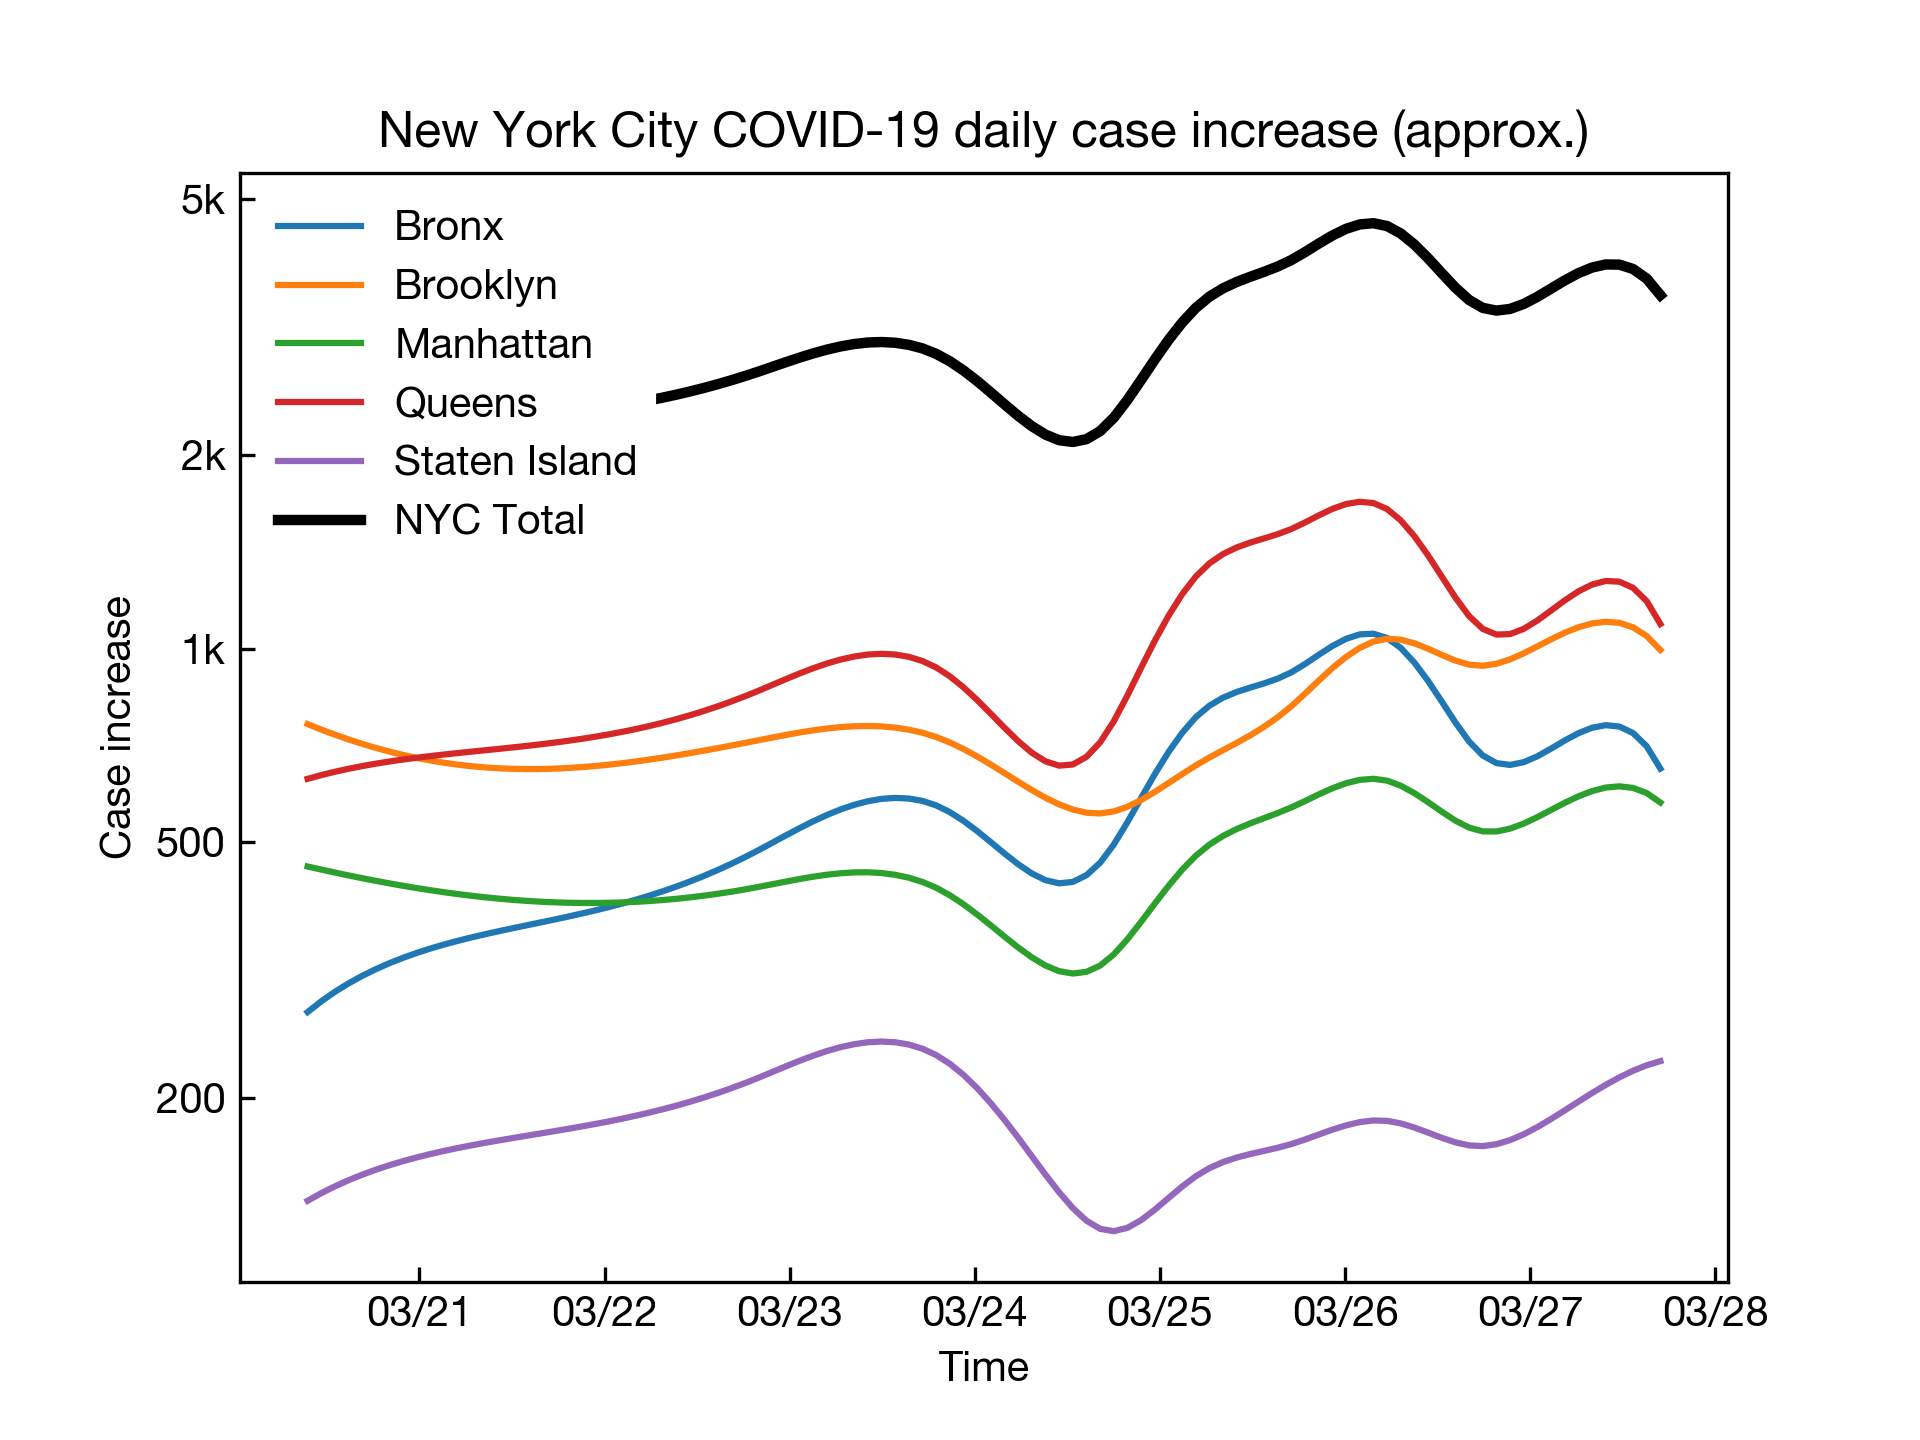 New York City COVID-19 daily case increase (approx.)
5k
2k
1k
500
200
Case increase
Bronx
Brooklyn
Manhattan
Queens
Staten Island
NYC Total
03/21 03/22 03/23 03/24 03/25 03/26 03/27 03/28
Time